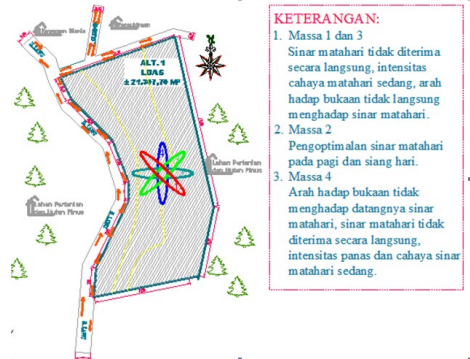 ALT. 1
LUAS
Lahan Pertanian
dan Hutan Pinus
Lahan Pertanian
dan Hutan Pinus
KETERANGAN:
1. Massa 1 dan 3
Sinar matahari tidak diterima
secara langsung, intensitas
cahaya matahari sedang, arah
hadap bukaan tidak langsung
menghadap sinar matahari.
2. Massa 2
Pengoptimalan sinar matahari
pada pagi dan siang hari.
3. Massa 4
Arah hadap bukaan tidak
menghadap datangnya sinar
matahari, sinar matahari tidak
diterima secara langsung,
intensitas panas dan cahaya sinar
matahari sedang.